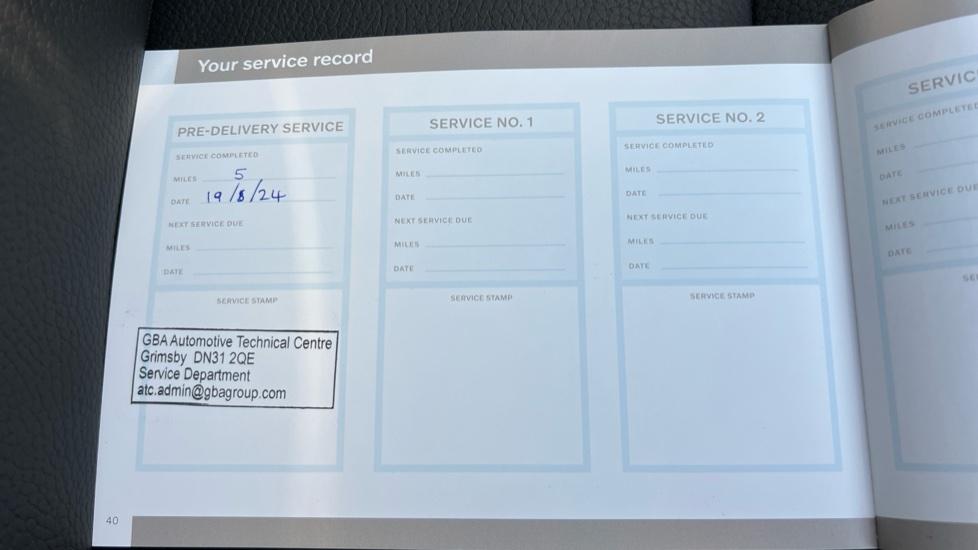 Your service record
PRE-DELIVERY SERVICE
SERVICE COMPLETED
MILES 5
DATE 19/8/24
NEXT SERVICE DUE
MILES
DATE
SERVICE STAMP
GBA Automotive Technical Centre
Grimsby DN31 2QE
Service Department
atc.admin@gbagroup.com
SERVICE NO. 1
SERVICE COMPLETED
MILES
DATE
NEXT SERVICE DUE
MILES
DATE
SERVICE STAMP
SERVICE NO. 2
SERVICE COMPLETED
MILES
DATE
NEXT SERVICE DUE
MILES
DATE
SERVICE STAMP
SERVIC
SERVICE COMPLETED
MILES
DATE
NEXT SERVICE DUE
MILES
DATE
SE
40